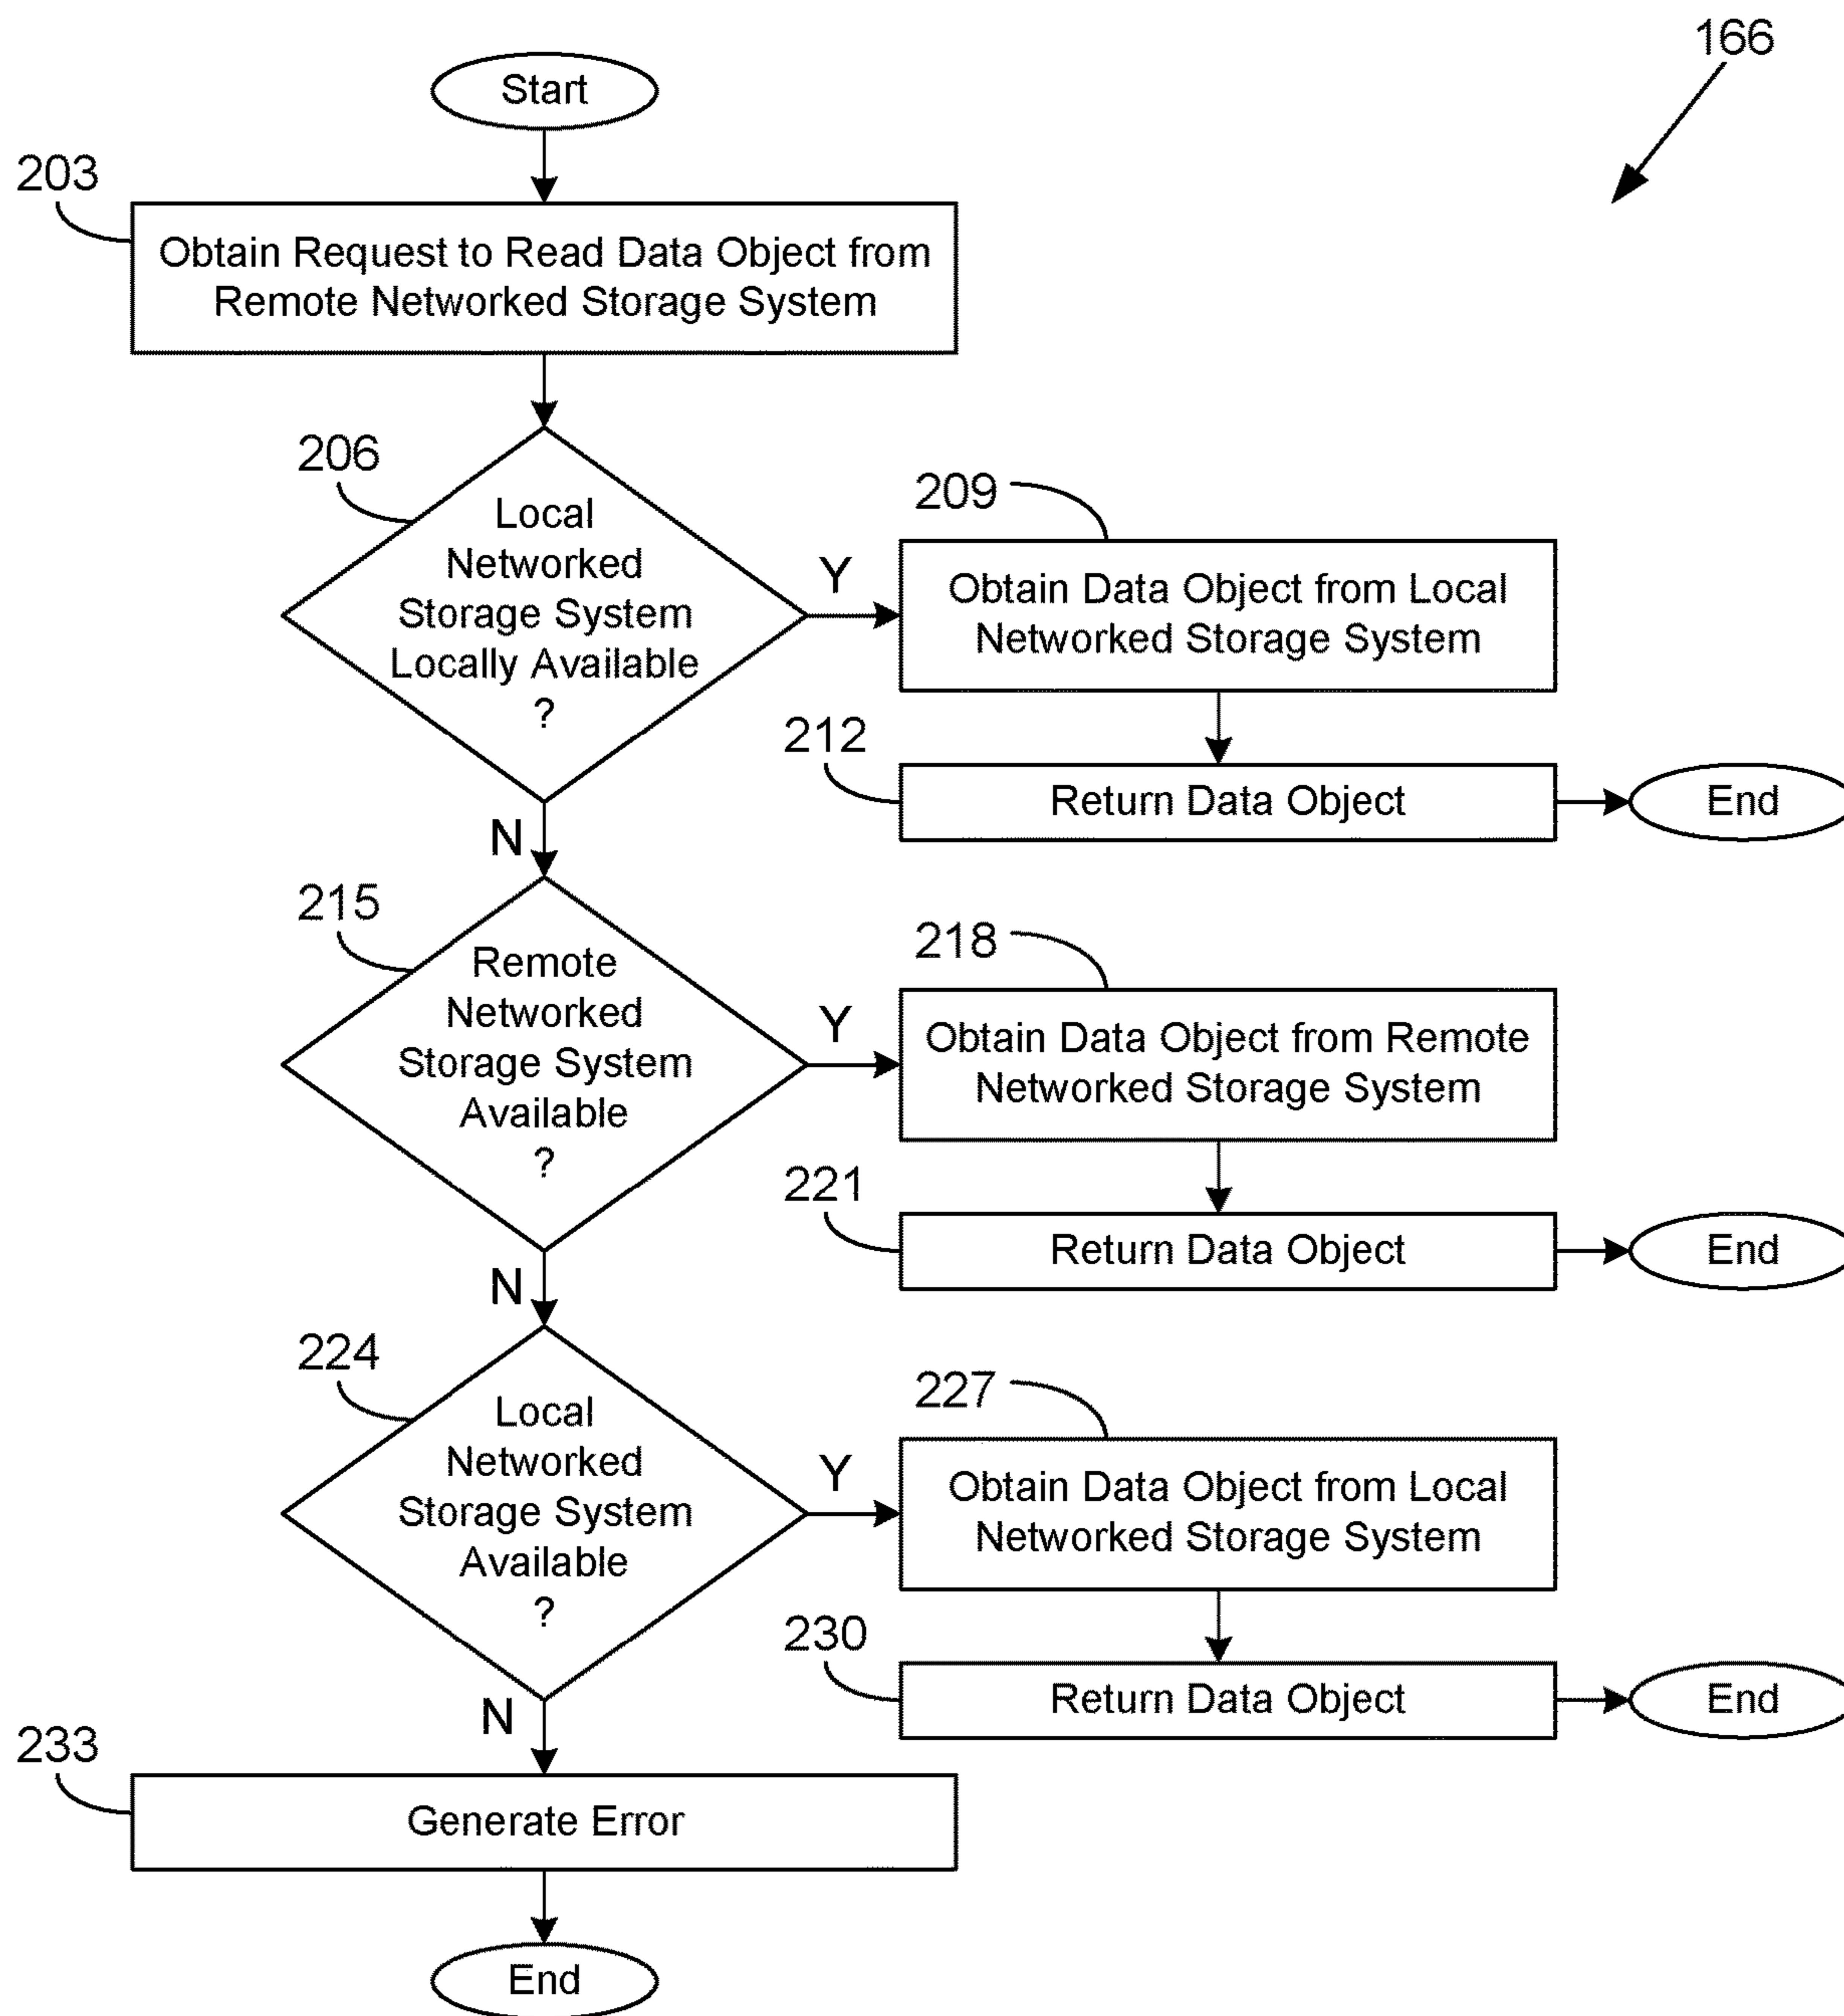 166
Start
203
Obtain Request to Read Data Object from
Remote Networked Storage System
206
Local
Networked
Storage System
Locally Available
?
Y
209
Obtain Data Object from Local
Networked Storage System
212
Return Data Object
End
N
215
Remote
Networked
Storage System
Available
?
Y
218
Obtain Data Object from Remote
Networked Storage System
221
Return Data Object
End
N
224
Local
Networked
Storage System
Available
?
Y
227
Obtain Data Object from Local
Networked Storage System
230
Return Data Object
End
N
233
Generate Error
End